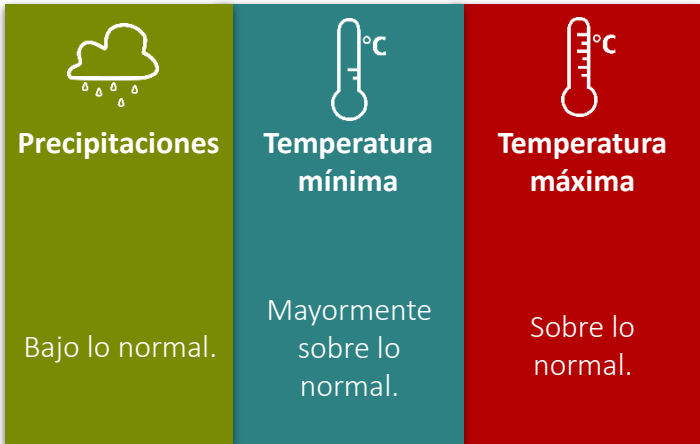 Precipitaciones
Bajo lo normal.
°C
Temperatura
mínima
Mayormente
sobre lo
normal.
°C
Temperatura
máxima
Sobre lo
normal.